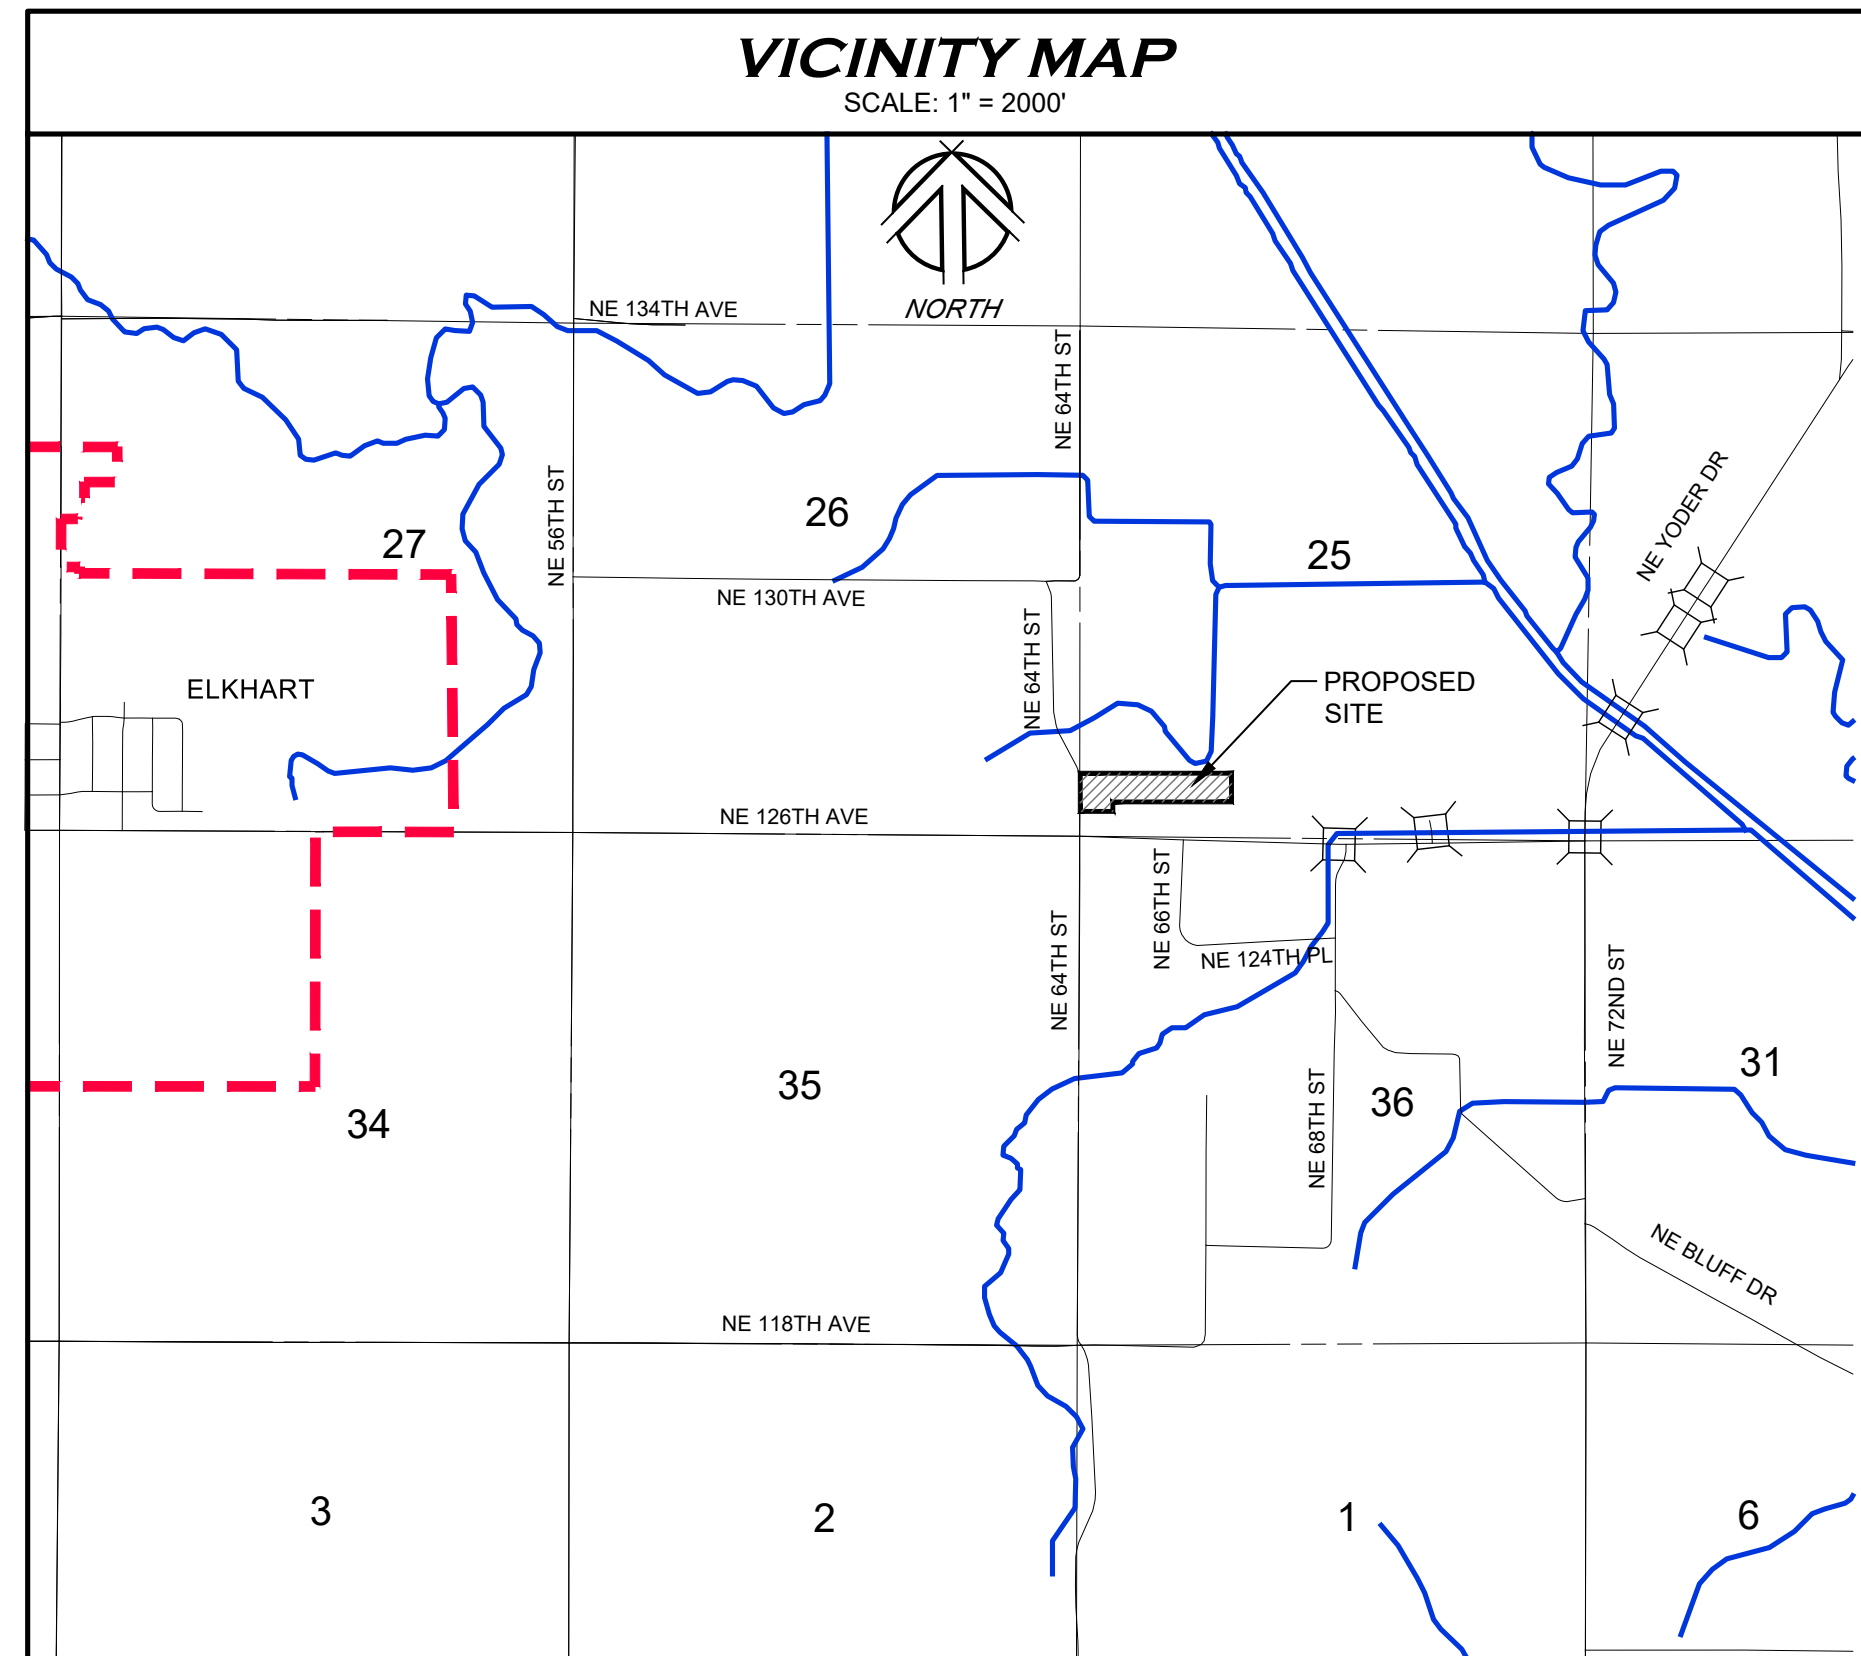 VICINITY MAP
SCALE: 1" = 2000'
NORTH
NE 134TH AVE
NE 64TH ST
NE 56TH ST
NE YODER DR
26
27
25
NE 130TH AVE
NE 64TH ST
ELKHART
PROPOSED
SITE
NE 126TH AVE
NE 66TH ST
NE 64TH ST
NE 124TH PL
NE 72ND ST
35
34
36
31
NE 68TH ST
NE BLUFF DR
NE 118TH AVE
3
2
1
6